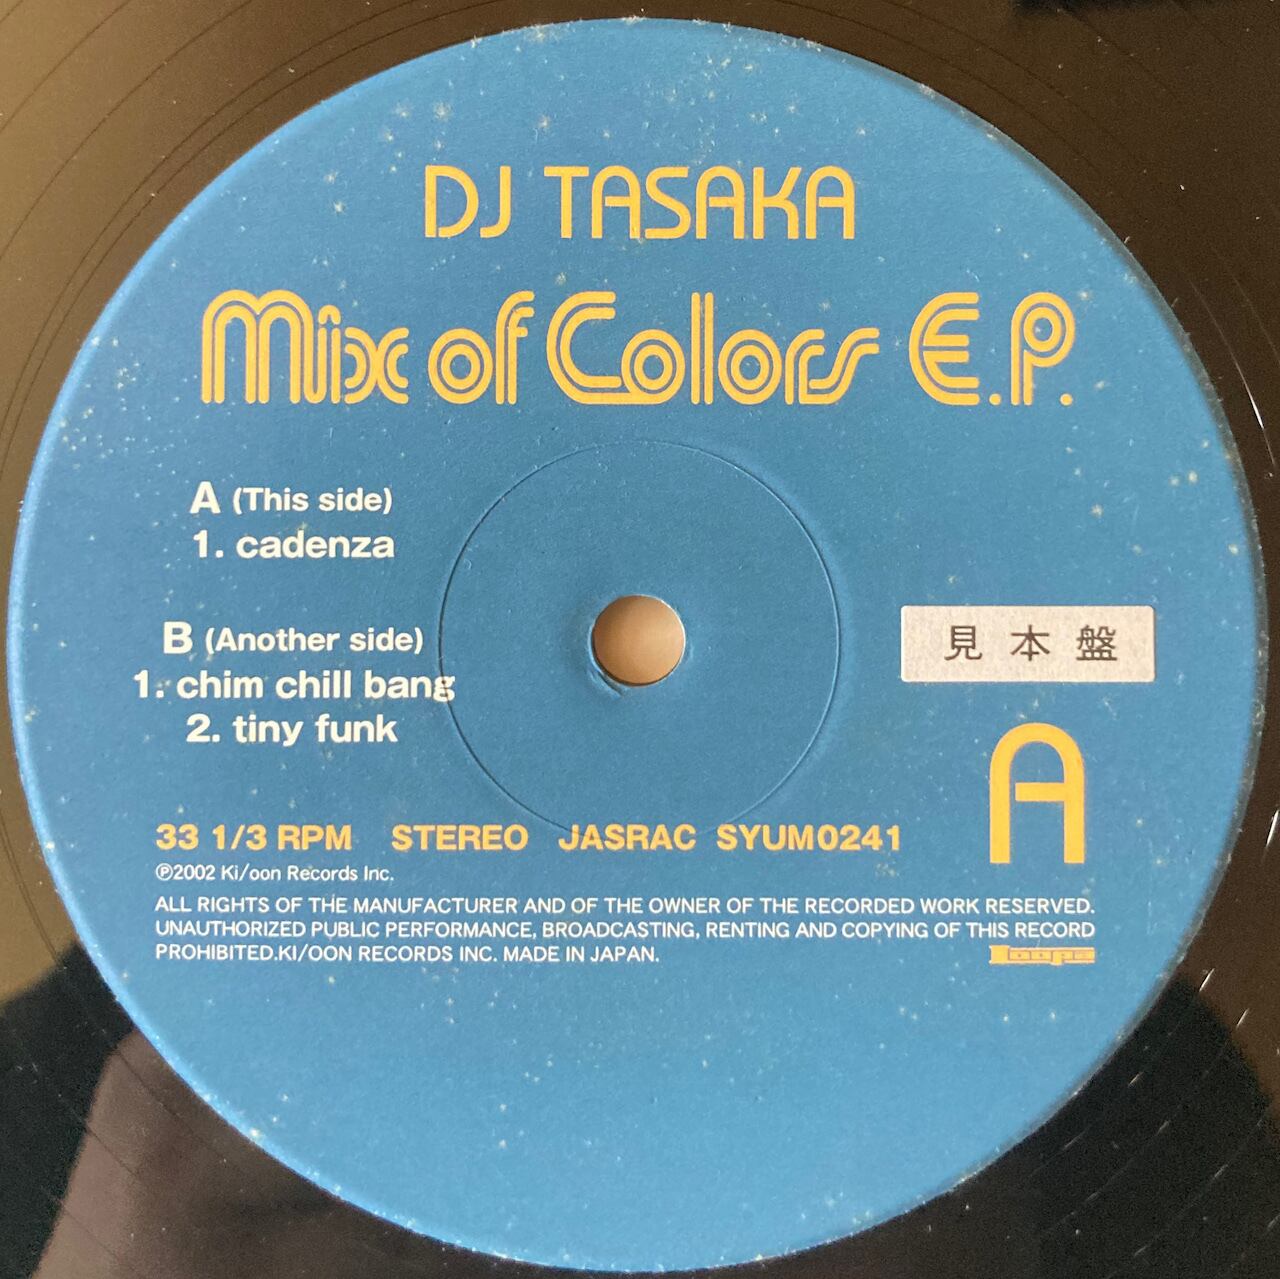 DJ TASAKA
Mix of Colors E.P.
A (This side)
1. cadenza
B (Another side)
1. chim chill bang
2. tiny funk
見本盤
A
33 1/3 RPM STEREO JASRAC SYUM0241
℗2002 Ki/oon Records Inc.
ALL RIGHTS OF THE MANUFACTURER AND OF THE OWNER OF THE RECORDED WORK RESERVED.
UNAUTHORIZED PUBLIC PERFORMANCE, BROADCASTING, RENTING AND COPYING OF THIS RECORD
PROHIBITED.KI/OON RECORDS INC. MADE IN JAPAN.
Loopa